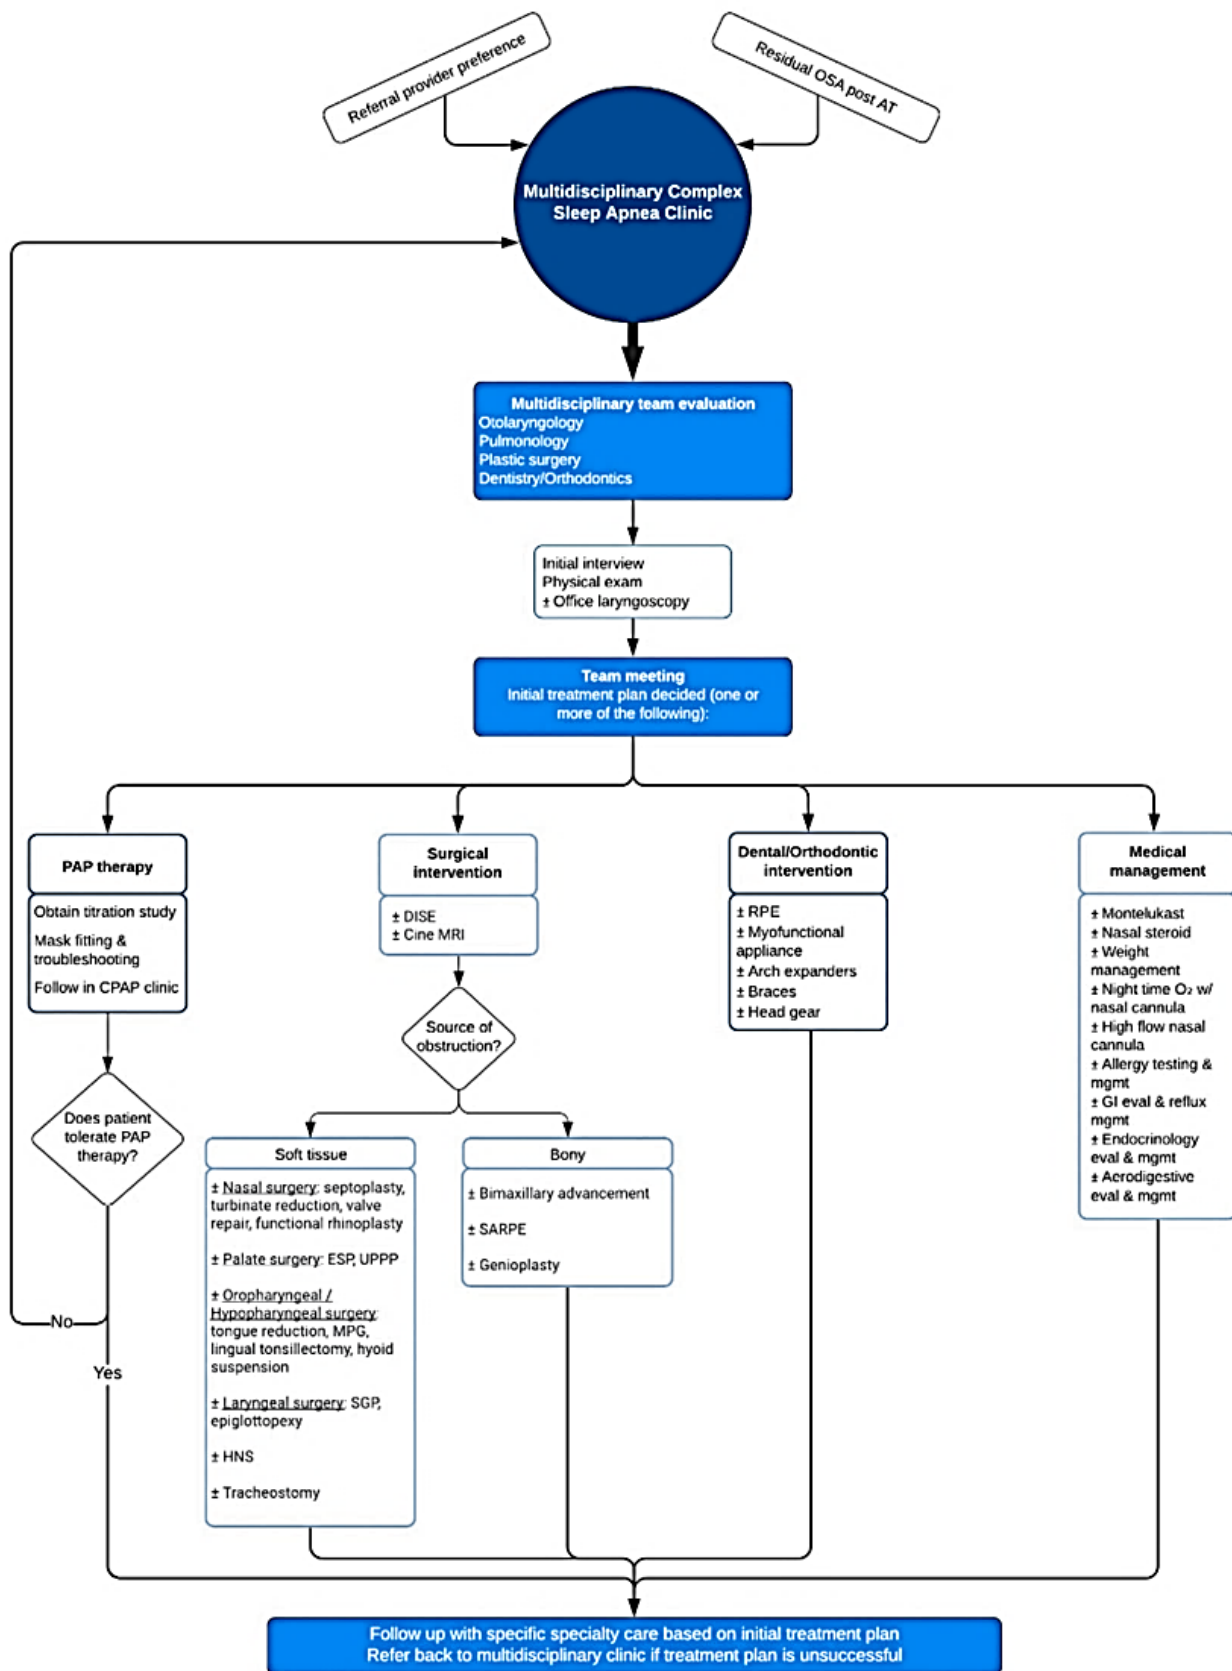 Referral provider preference
Residual OSA post AT
Multidisciplinary Complex
Sleep Apnea Clinic
Multidisciplinary team evaluation
Otolaryngology
Pulmonology
Plastic surgery
Dentistry/Orthodontics
Initial interview
Physical exam
± Office laryngoscopy
Team meeting
Initial treatment plan decided (one or
more of the following):
PAP therapy
Obtain titration study
Mask fitting &
troubleshooting
Follow in CPAP clinic
Does patient
tolerate PAP
therapy?
No
Yes
Surgical
intervention
± DISE
± Cine MRI
Source of
obstruction?
Soft tissue
± Nasal surgery: septoplasty,
turbinate reduction, valve
repair, functional rhinoplasty
± Palate surgery: ESP, UPPP
± Oropharyngeal /
Hypopharyngeal surgery:
tongue reduction, MPG,
lingual tonsillectomy, hyoid
suspension
± Laryngeal surgery: SGP,
epiglottopexy
± HNS
± Tracheostomy
Bony
± Bimaxillary advancement
± SARPE
± Genioplasty
Dental/Orthodontic
intervention
± RPE
± Myofunctional
appliance
± Arch expanders
± Braces
± Head gear
Medical
management
± Montelukast
± Nasal steroid
± Weight
management
± Night time O₂ w/
nasal cannula
± High flow nasal
cannula
± Allergy testing &
mgmt
± GI eval & reflux
mgmt
± Endocrinology
eval & mgmt
± Aerodigestive
eval & mgmt
Follow up with specific specialty care based on initial treatment plan
Refer back to multidisciplinary clinic if treatment plan is unsuccessful